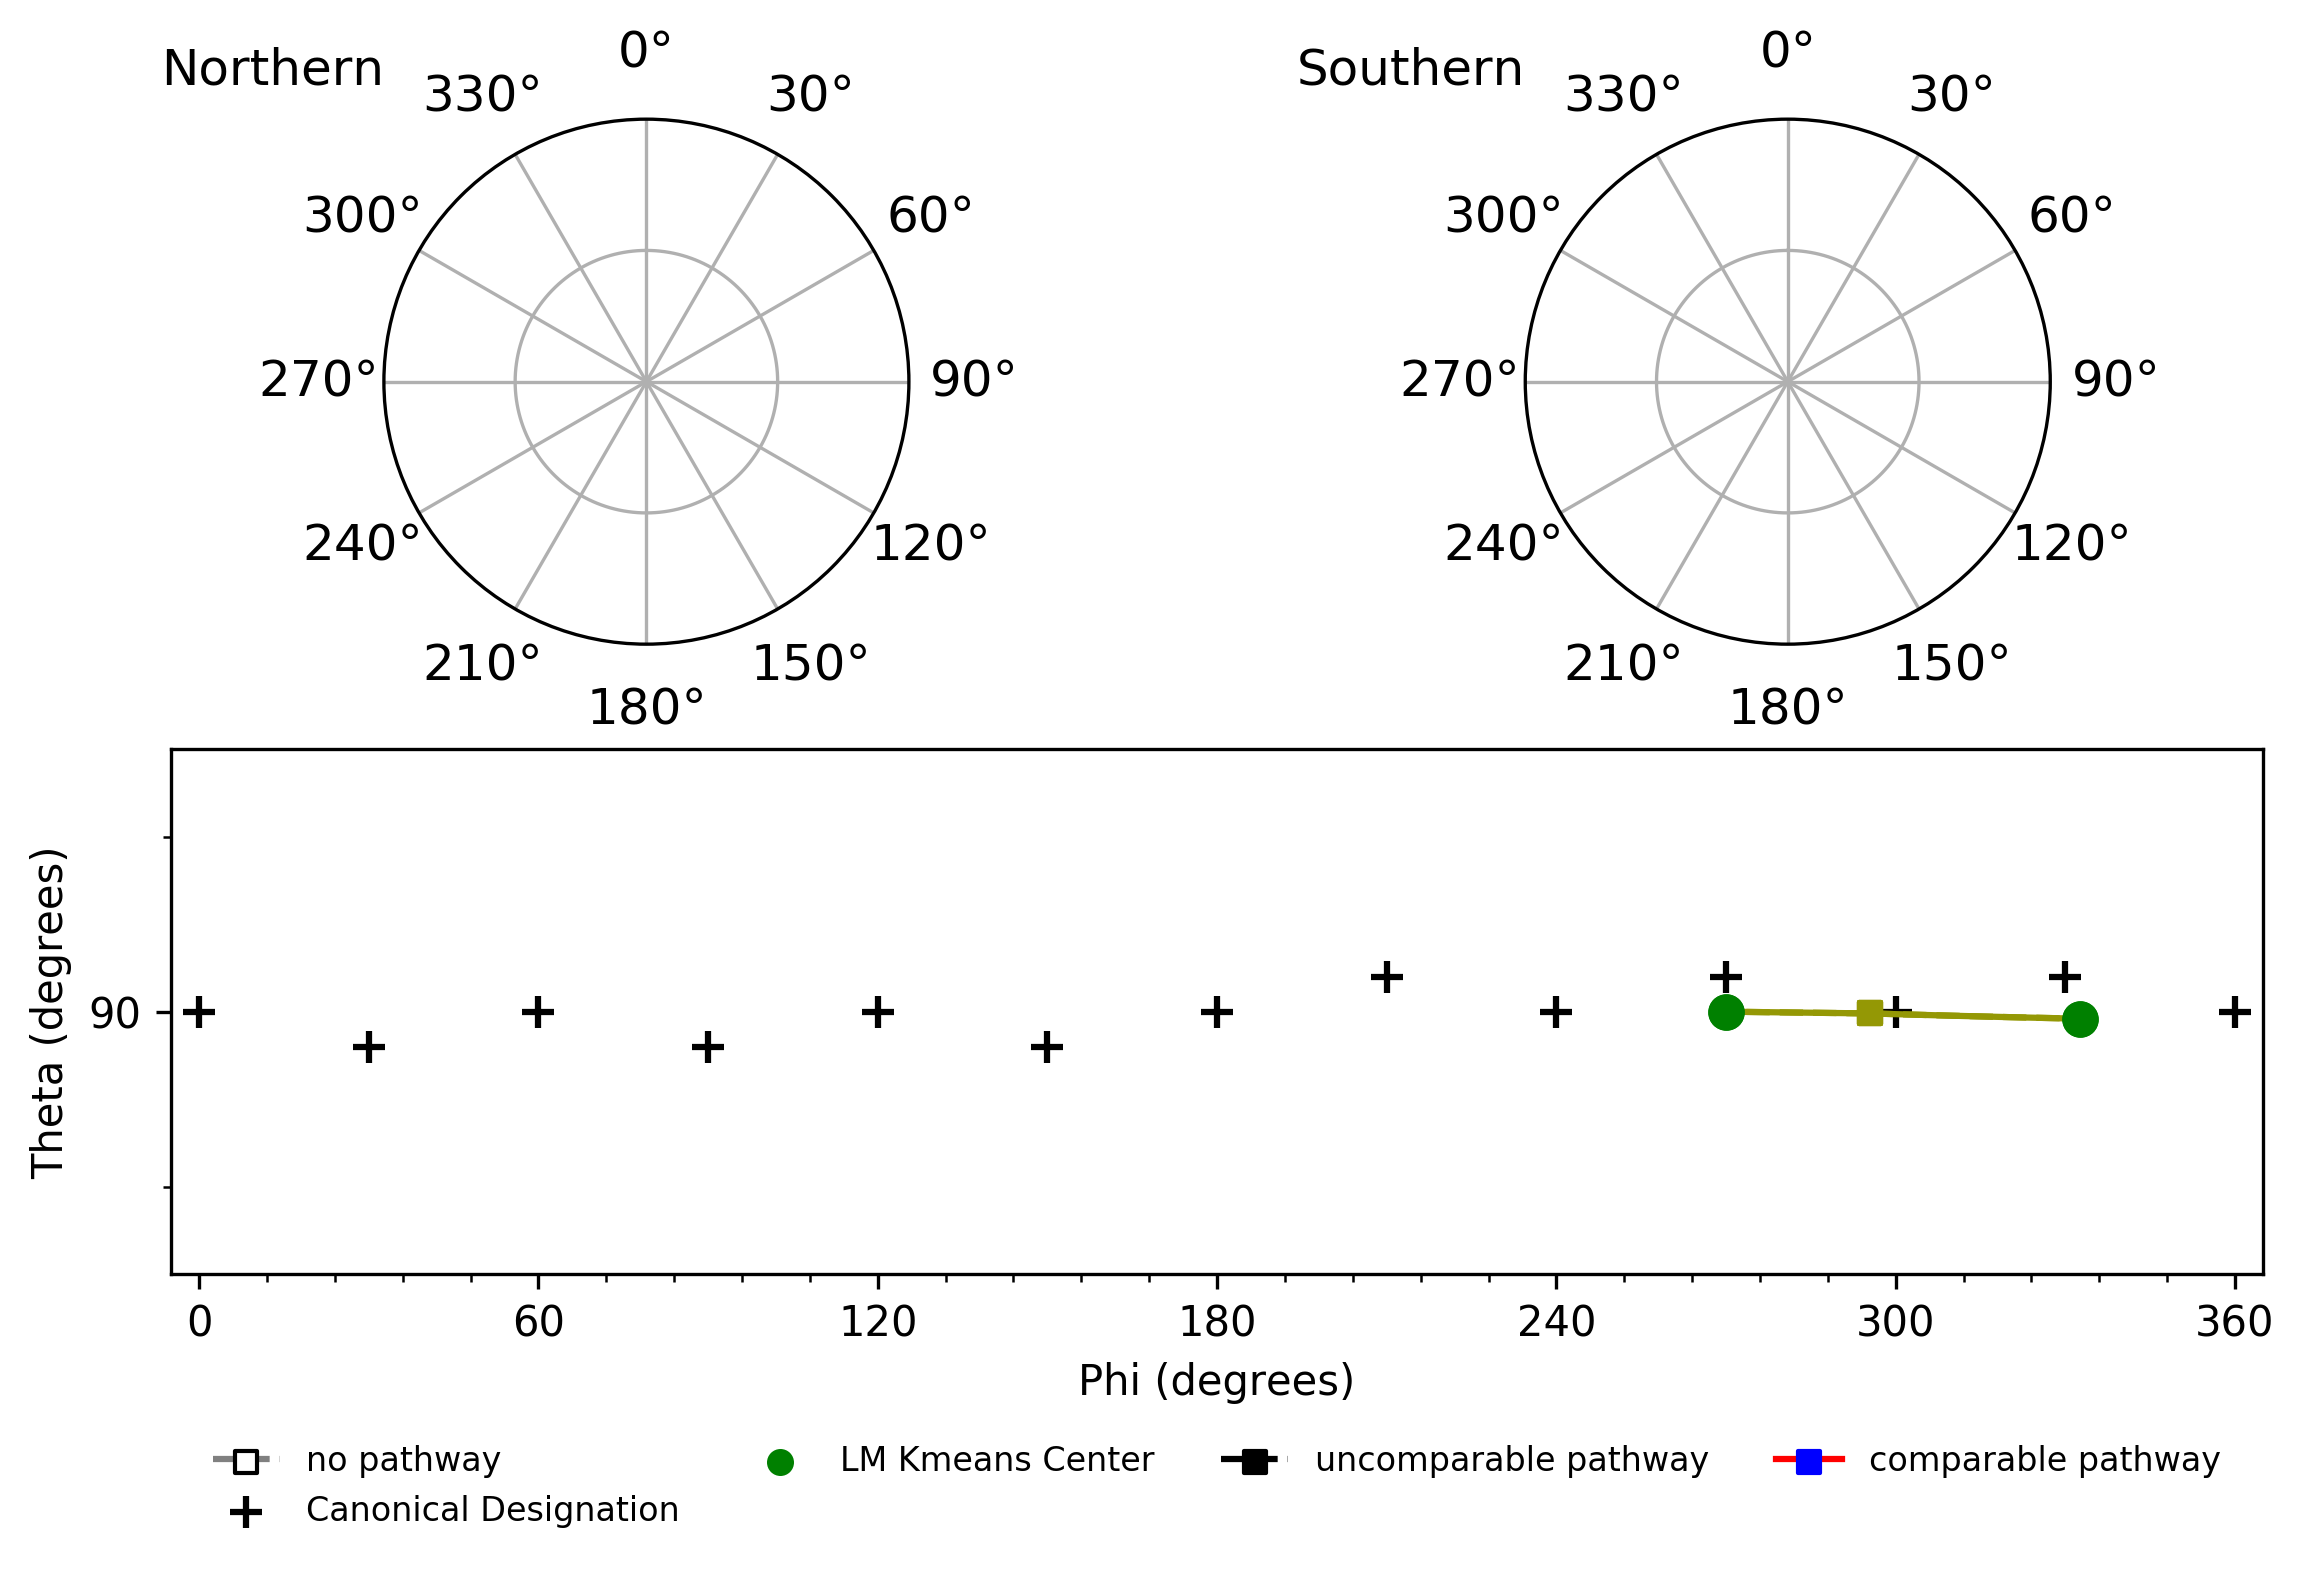 Northern
0°
30°
60°
90°
120°
150°
180°
210°
240°
270°
300°
330°
Southern
0°
30°
60°
90°
120°
150°
180°
210°
240°
270°
300°
330°
Theta (degrees)
90
0 60 120 180 240 300 360
Phi (degrees)
no pathway
Canonical Designation
LM Kmeans Center
uncomparable pathway
comparable pathway